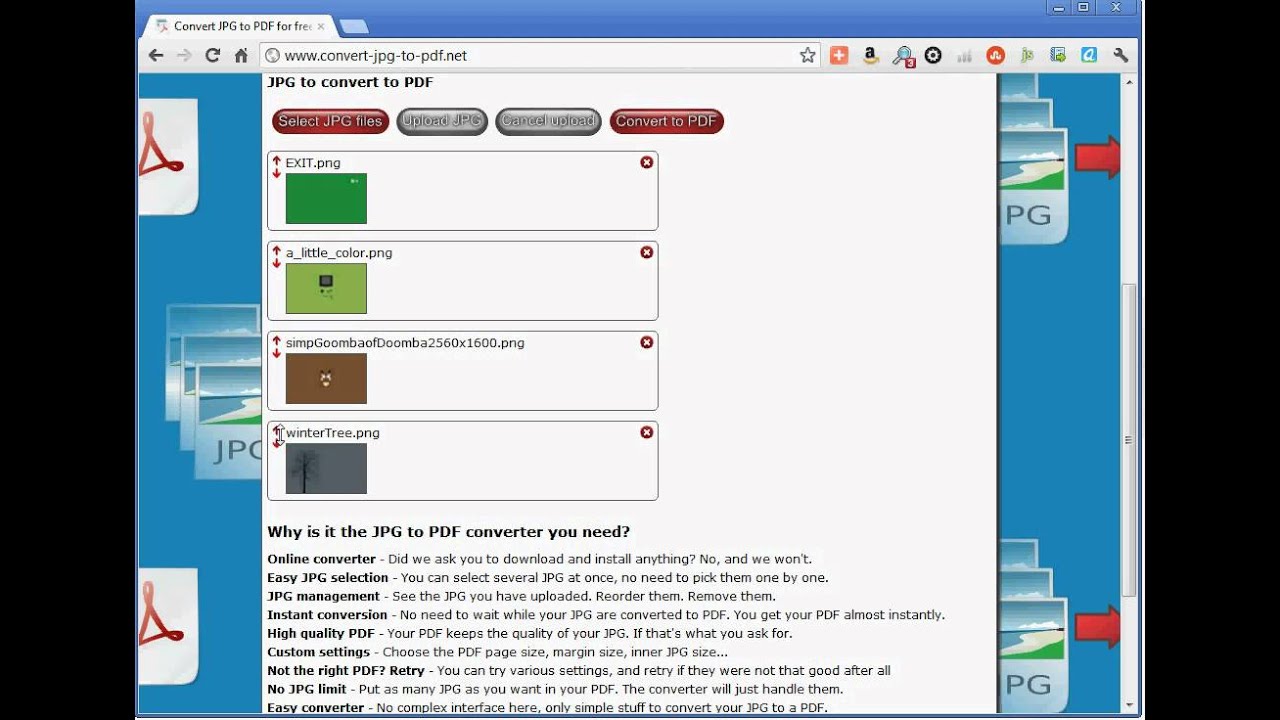 Convert JPG to PDF for free
www.convert-jpg-to-pdf.net
3
js
a
JPG to convert to PDF
Select JPG files
Upload JPG
Cancel upload
Convert to PDF
EXIT.png
a_little_color.png
simpGoombaofDoomba2560x1600.png
winterTree.png
JPG
JPG
JPG
Why is it the JPG to PDF converter you need?
Online converter - Did we ask you to download and install anything? No, and we won't.
Easy JPG selection - You can select several JPG at once, no need to pick them one by one.
JPG management - See the JPG you have uploaded. Reorder them. Remove them.
Instant conversion - No need to wait while your JPG are converted to PDF. You get your PDF almost instantly.
High quality PDF - Your PDF keeps the quality of your JPG. If that's what you ask for.
Custom settings - Choose the PDF page size, margin size, inner JPG size...
Not the right PDF? Retry - You can try various settings, and retry if they were not that good after all
No JPG limit - Put as many JPG as you want in your PDF. The converter will just handle them.
Easy converter - No complex interface here, only simple stuff to convert your JPG to a PDF.